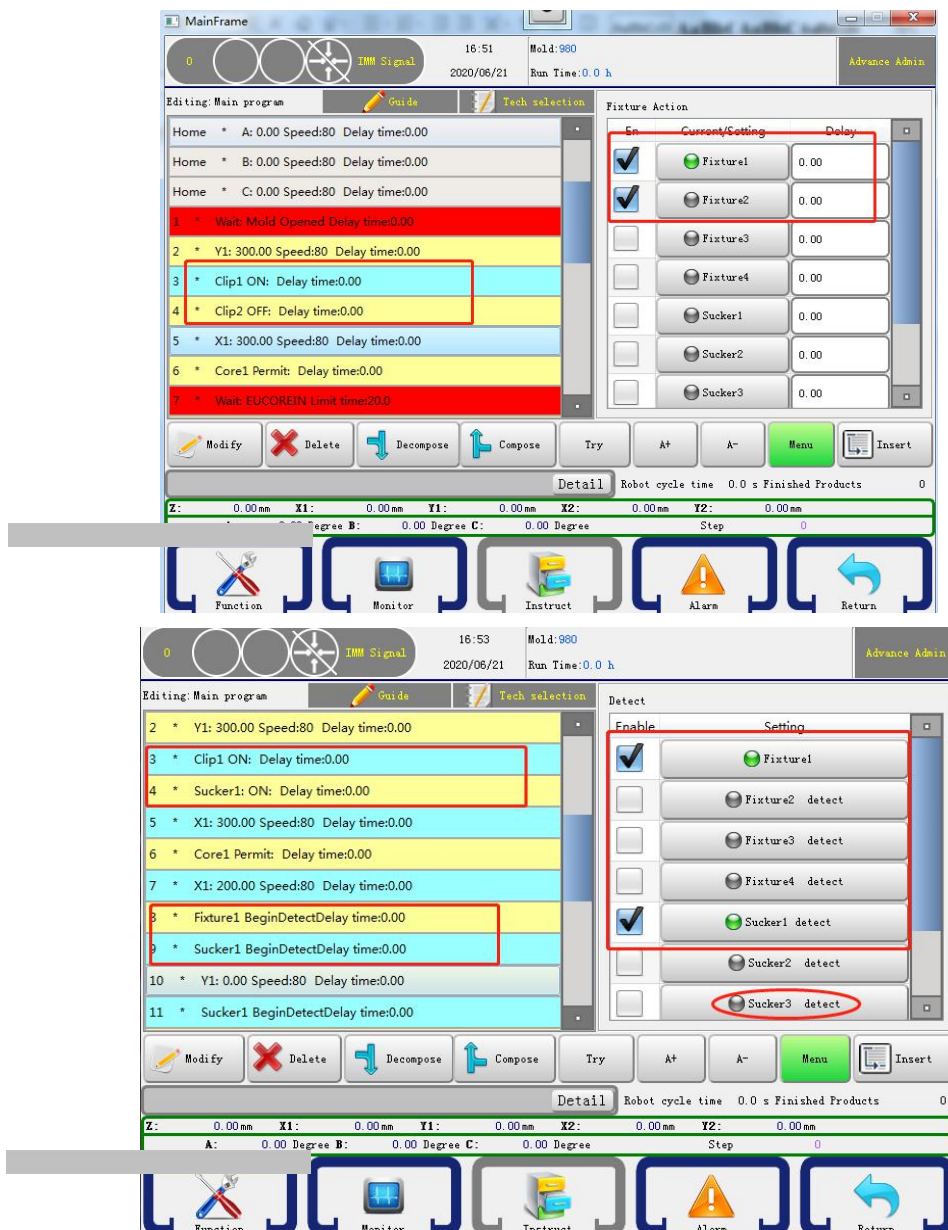 MainFrame
0 IMM Signal 16:51 Mold:980 Advance Admin
2020/06/21 Run Time:0.0 h
Editing:Main program Guide Tech selection Fixture Action
En Current/Setting Delay
Home * A: 0.00 Speed:80 Delay time:0.00
Fixture1 0.00
Home * B: 0.00 Speed:80 Delay time:0.00
Home * C: 0.00 Speed:80 Delay time:0.00
Fixture2 0.00
1 * Wait: Mold Opened Delay time:0.00
Fixture3 0.00
2 * Y1: 300.00 Speed:80 Delay time:0.00
3 * Clip1 ON: Delay time:0.00
Fixture4 0.00
4 * Clip2 OFF: Delay time:0.00
Sucker1 0.00
5 * X1: 300.00 Speed:80 Delay time:0.00
Sucker2 0.00
6 * Core1 Permit: Delay time:0.00
7 * Wait: EUCOREIN Limit time:20.0
Sucker3 0.00
Modify Delete Decompose Compose Try A+ A- Menu Insert
Detail Robot cycle time 0.0 s Finished Products 0
Z: 0.00mm X1: 0.00mm Y1: 0.00mm X2: 0.00mm Y2: 0.00mm
B: 0.00 Degree C: 0.00 Degree Step 0
Function Monitor Instruct Alarm Return
0 IMM Signal 16:53 Mold:980 Advance Admin
2020/06/21 Run Time:0.0 h
Editing:Main program Guide Tech selection Detect
Enable Setting
2 * Y1: 300.00 Speed:80 Delay time:0.00
3 * Clip1 ON: Delay time:0.00
Fixture1
4 * Sucker1: ON: Delay time:0.00
Fixture2 detect
5 * X1: 300.00 Speed:80 Delay time:0.00
Fixture3 detect
6 * Core1 Permit: Delay time:0.00
7 * X1: 200.00 Speed:80 Delay time:0.00
Fixture4 detect
8 * Fixture1 BeginDetectDelay time:0.00
Sucker1 detect
9 * Sucker1 BeginDetectDelay time:0.00
Sucker2 detect
10 * Y1: 0.00 Speed:80 Delay time:0.00
Sucker3 detect
11 * Sucker1 BeginDetectDelay time:0.00
Modify Delete Decompose Compose Try A+ A- Menu Insert
Detail Robot cycle time 0.0 s Finished Products 0
Z: 0.00mm X1: 0.00mm Y1: 0.00mm X2: 0.00mm Y2: 0.00mm
A: 0.00 Degree B: 0.00 Degree C: 0.00 Degree Step 0
Function Monitor Instruct Alarm Return